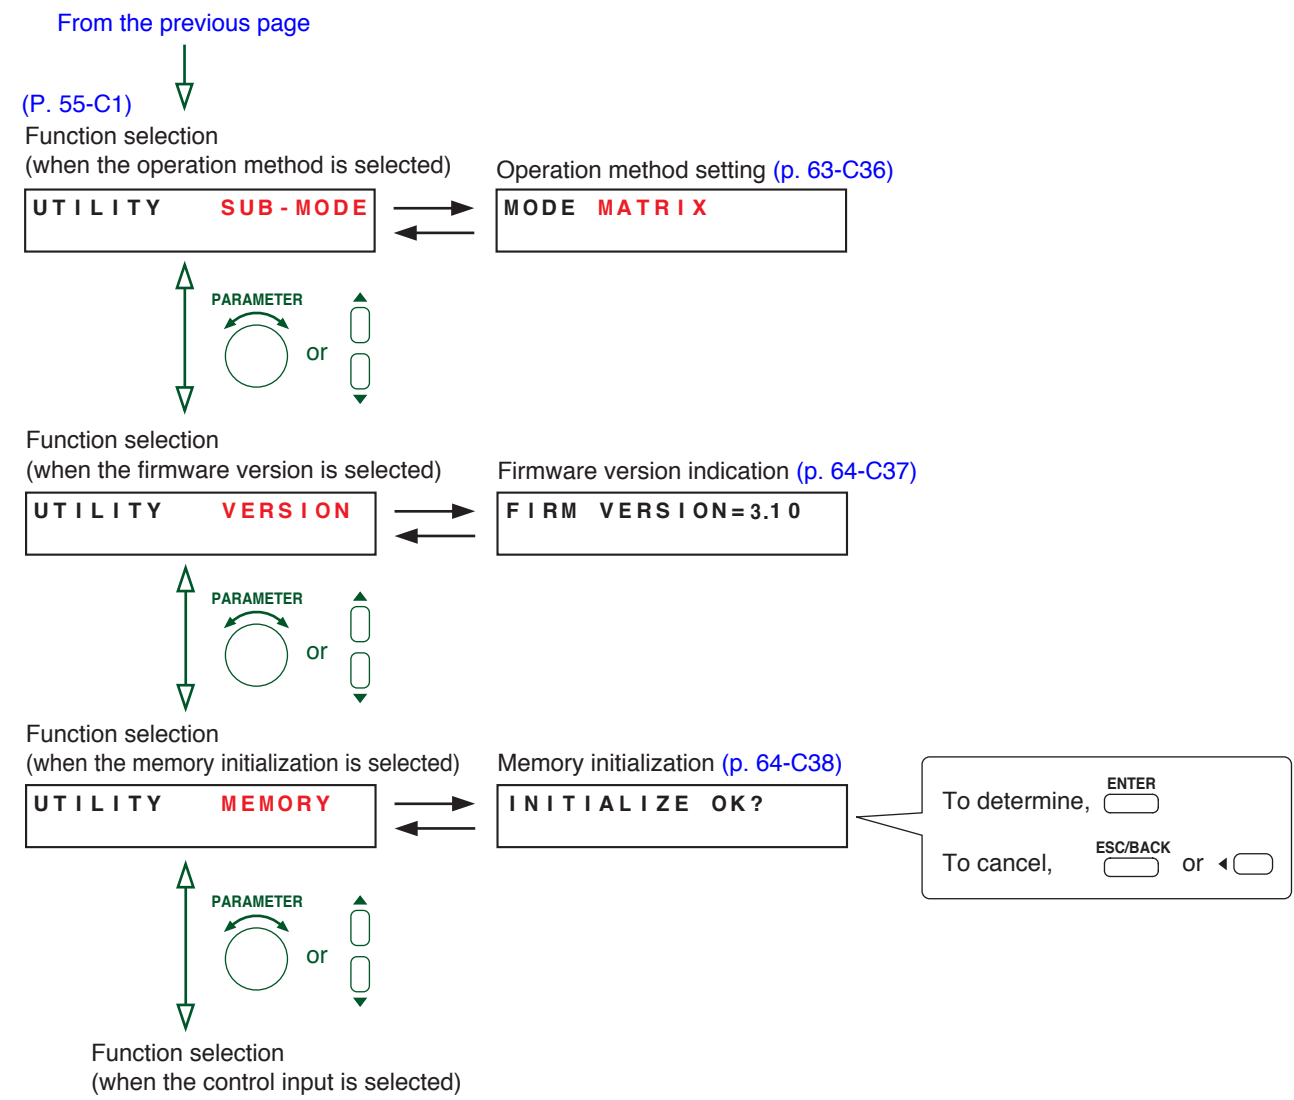 From the previous page
(P. 55-C1)
Function selection
(when the operation method is selected)
Operation method setting (p. 63-C36)
UTILITY SUB-MODE
MODE MATRIX
PARAMETER
or
Function selection
(when the firmware version is selected)
Firmware version indication (p. 64-C37)
UTILITY VERSION
FIRM VERSION=3.10
PARAMETER
or
Function selection
(when the memory initialization is selected)
Memory initialization (p. 64-C38)
UTILITY MEMORY
INITIALIZE OK?
ENTER
To determine,
ESC/BACK
To cancel, or
PARAMETER
or
Function selection
(when the control input is selected)